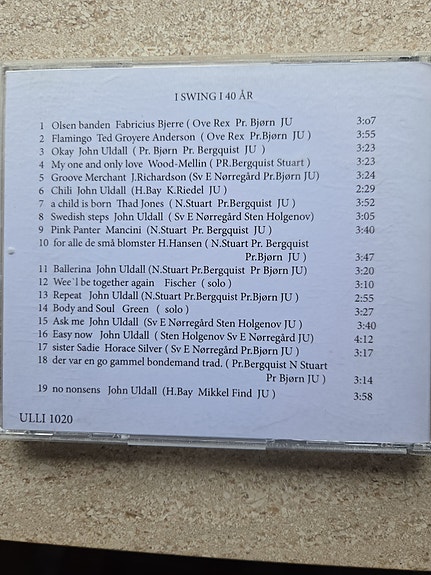 I SWING I 40 ÅR
1 Olsen banden Fabricius Bjerre ( Ove Rex Pr. Bjørn JU 3:o7
2 Flamingo Ted Groyere Anderson ( Ove Rex Pr.Bjørn JU ) 3:55
3 Okay John Uldall ( Pr. Bjørn Pr. Bergquist JU ) 3:23
4 My one and only love Wood-Mellin ( PR.Bergquist Stuart ) 3:23
5 Groove Merchant J.Richardson (Sv E Nørregård Pr.Bjørn JU) 3:24
6 Chili John Uldall (H.Bay K.Riedel JU ) 2:29
7 a child is born Thad Jones ( N.Stuart Pr.Bergquist JU ) 3:52
8 Swedish steps John Uldall ( Sv E Nørregård Sten Holgenov) 3:05
9 Pink Panter Mancini (N.Stuart Pr.Bergquist JU ) 3:40
10 for alle de små blomster H.Hansen ( N.Stuart Pr. Bergquist
Pr.Bjørn JU ) 3:47
11 Ballerina John Uldall (N.Stuart Pr.Bergquist Pr Bjørn JU ) 3:20
12 Wee`l be together again Fischer ( solo ) 3:10
13 Repeat John Uldall (N.Stuart Pr.Bergquist Pr.Bjørn JU ) 2:55
14 Body and Soul Green ( solo ) 3:27
15 Ask me John Uldall (Sv E Nørregård Sten Holgenov JU ) 3:40
16 Easy now John Uldall ( Sten Holgenov Sv E Nørregård JU) 4:12
17 sister Sadie Horace Silver ( Sv E Nørregård Pr.Bjørn JU ) 3:17
18 der var en go gammel bondemand trad. ( Pr.Bergquist N Stuart
Pr Bjørn JU ) 3:14
19 no nonsens John Uldall (H.Bay Mikkel Find JU ) 3:58
ULLI 1020